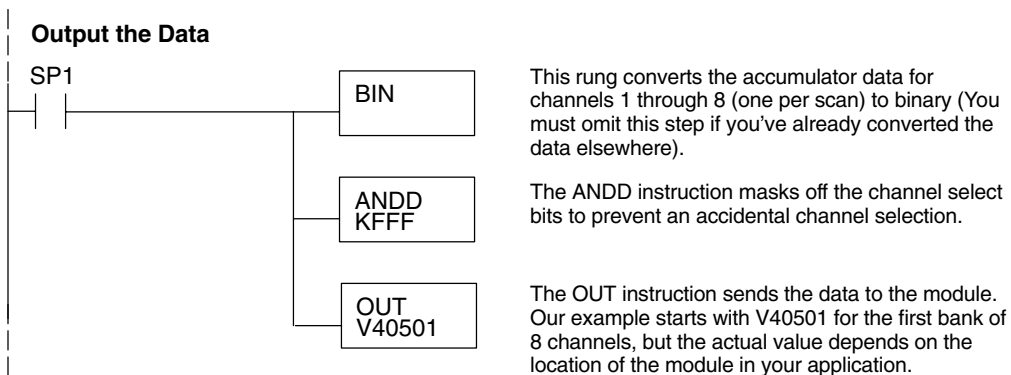 Output the Data
SP1
BIN
This rung converts the accumulator data for
channels 1 through 8 (one per scan) to binary (You
must omit this step if you've already converted the
data elsewhere).
ANDD
KFFF
The ANDD instruction masks off the channel select
bits to prevent an accidental channel selection.
OUT
V40501
The OUT instruction sends the data to the module.
Our example starts with V40501 for the first bank of
8 channels, but the actual value depends on the
location of the module in your application.